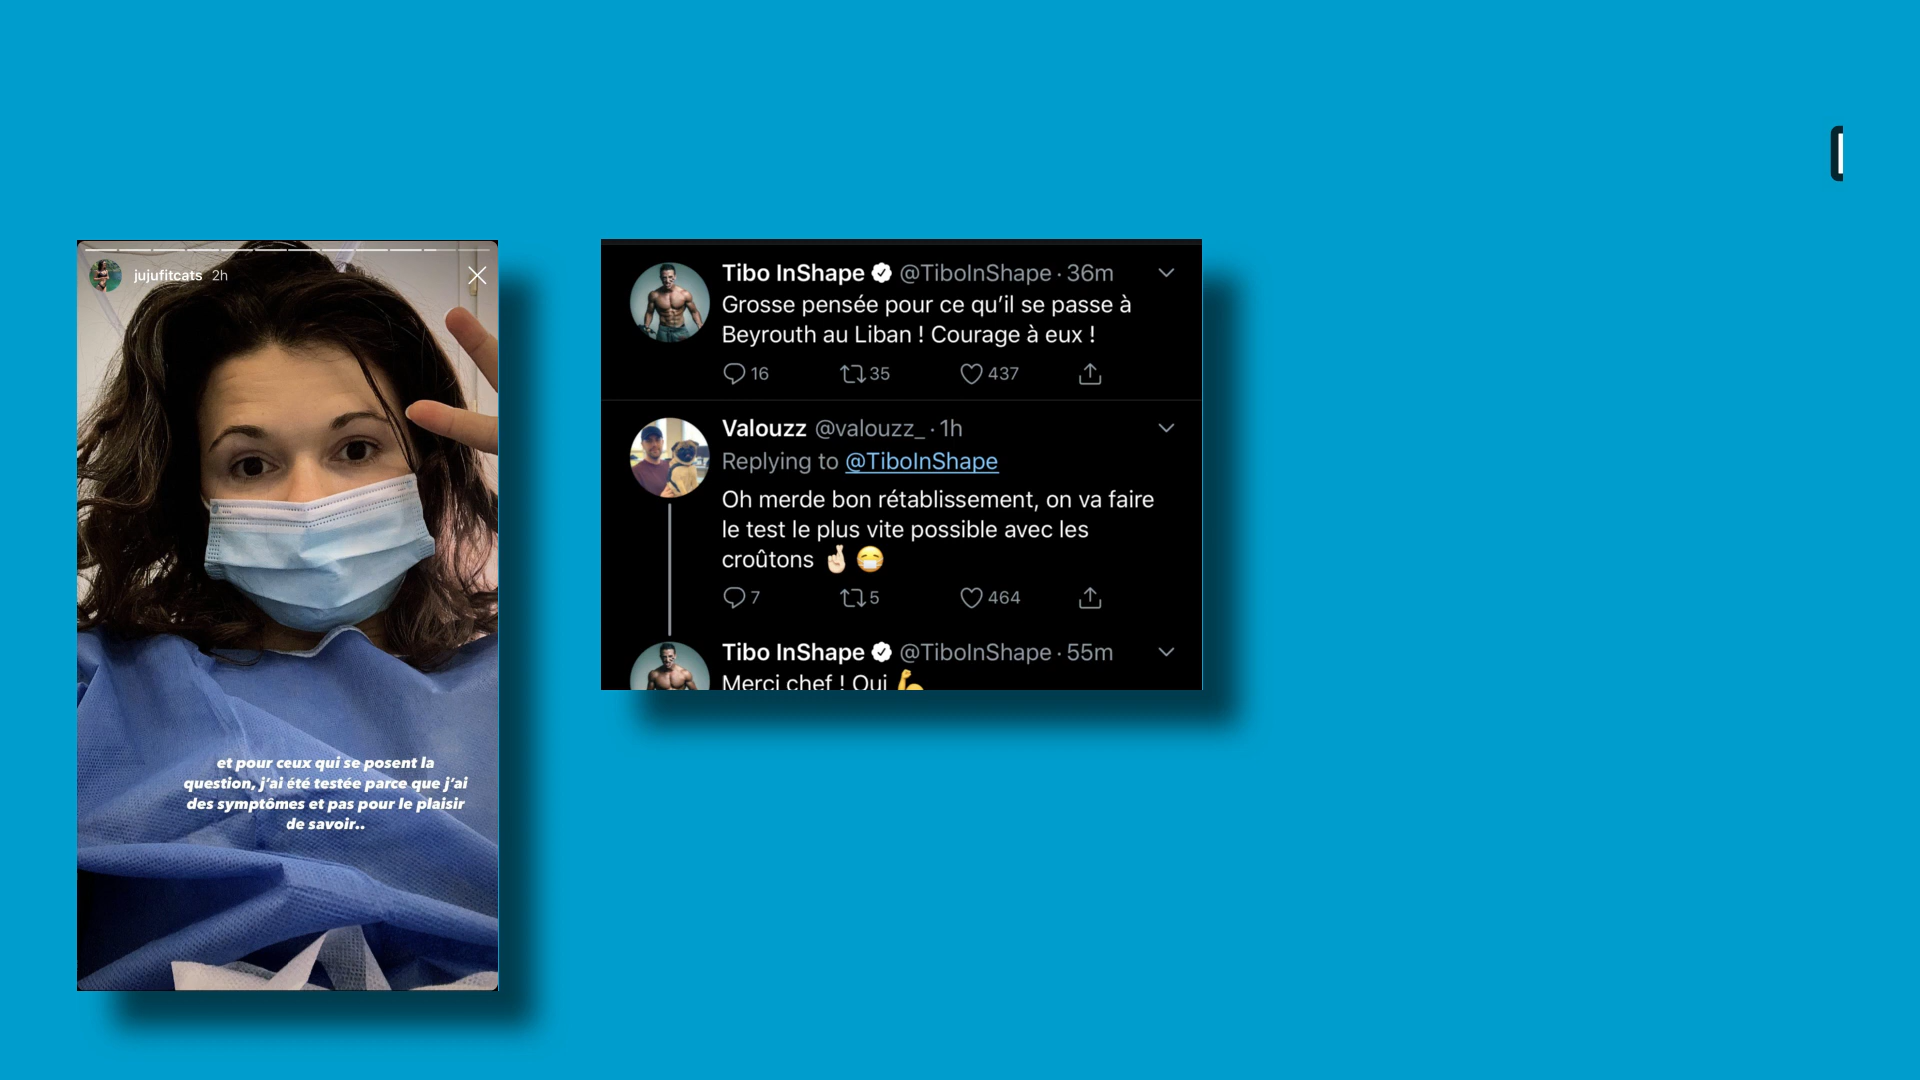 jujufitcats 2h
et pour ceux qui se posent la
question, j'ai été testée parce que j'ai
des symptômes et pas pour le plaisir
de savoir..
Tibo InShape @TiboInShape · 36m
Grosse pensée pour ce qu'il se passe à
Beyrouth au Liban ! Courage à eux !
16 35 437
Valouzz @valouzz_ · 1h
Replying to @TiboInShape
Oh merde bon rétablissement, on va faire
le test le plus vite possible avec les
croûtons 🤞🏻 😷
7 5 464
Tibo InShape @TiboInShape · 55m
Merci chef ! Oui 💪